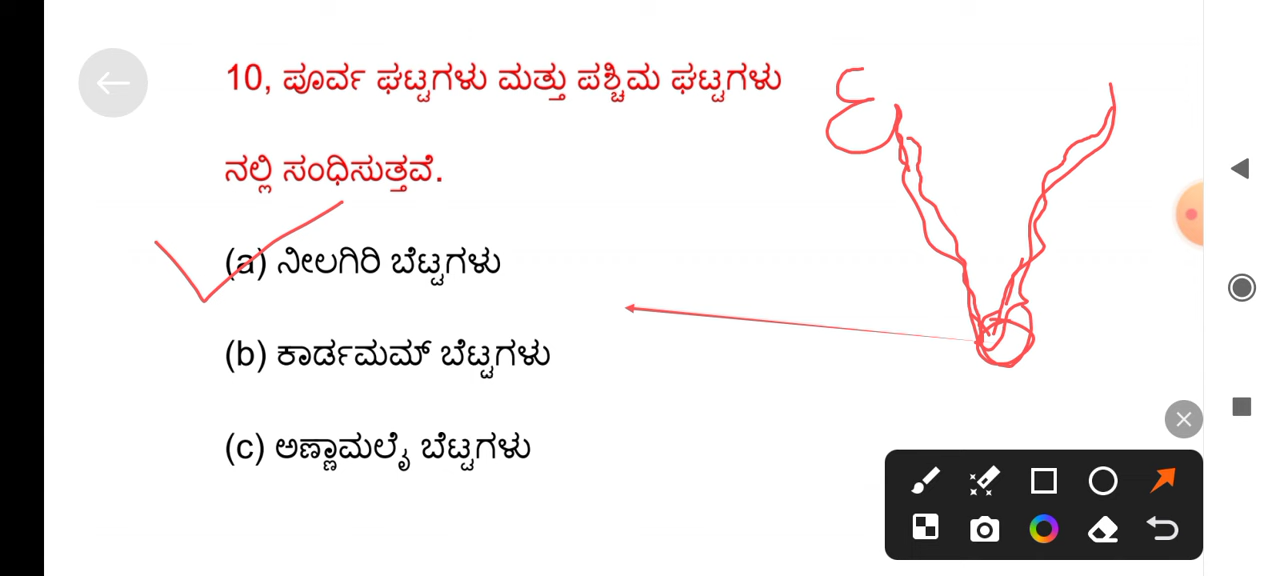 10, ಪೂರ್ವ ಘಟ್ಟಗಳು ಮತ್ತು ಪಶ್ಚಿಮ ಘಟ್ಟಗಳು
ನಲ್ಲಿ ಸಂಧಿಸುತ್ತವೆ.
(a) ನೀಲಗಿರಿ ಬೆಟ್ಟಗಳು
(b) ಕಾರ್ಡಮಮ್ ಬೆಟ್ಟಗಳು
(c) ಅಣ್ಣಾಮಲೈ ಬೆಟ್ಟಗಳು